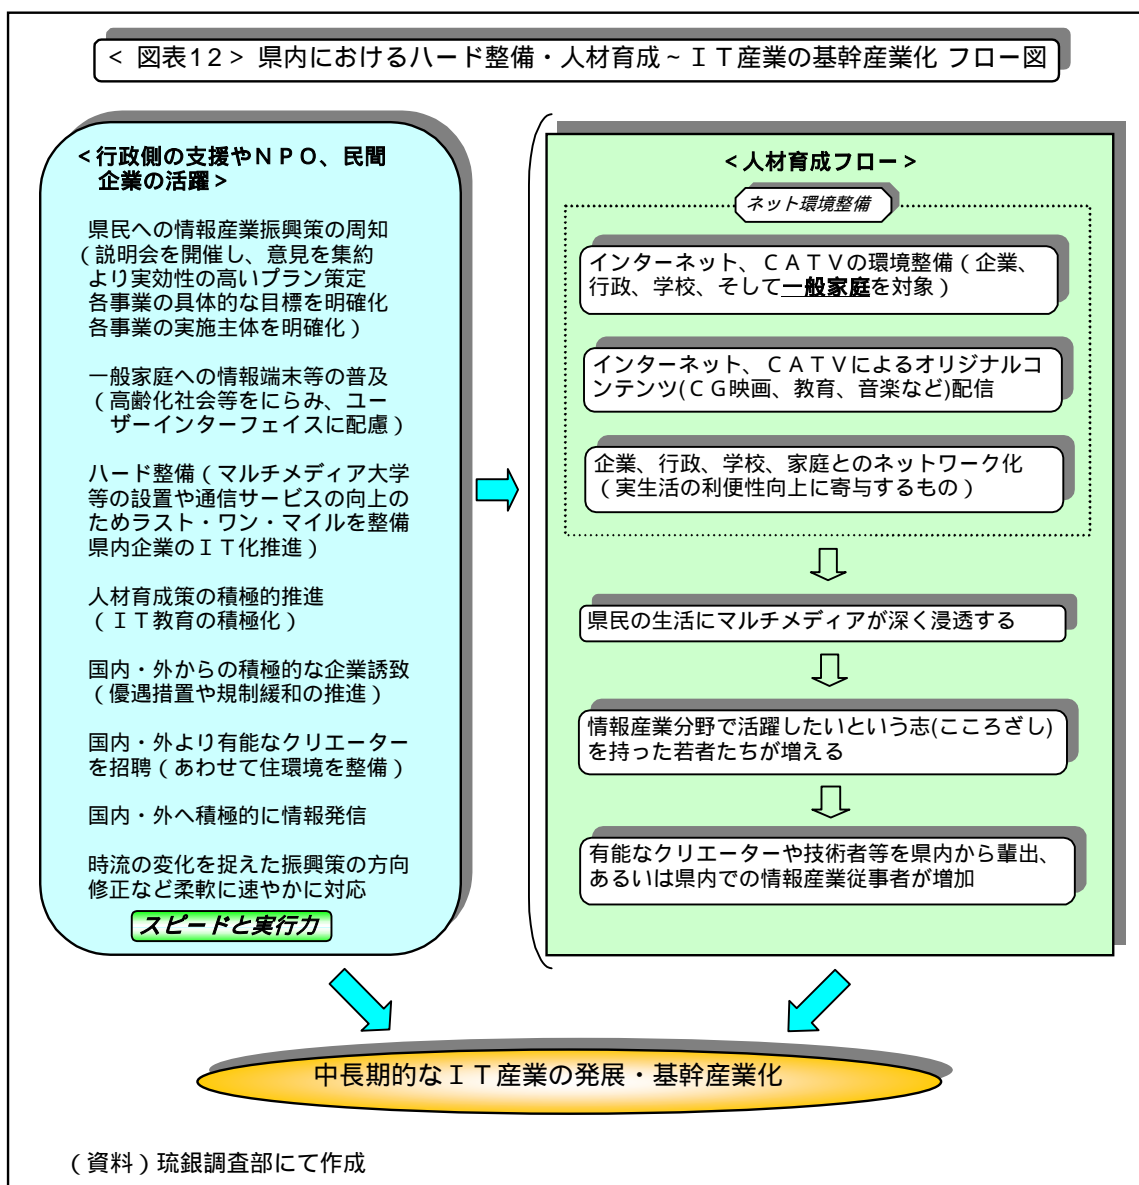 ＜ 図表12＞ 県内におけるハード整備・人材育成～ＩＴ産業の基幹産業化 フロー図
＜行政側の支援やＮＰＯ、民間
企業の活躍＞
県民への情報産業振興策の周知
（説明会を開催し、意見を集約
より実効性の高いプラン策定
各事業の具体的な目標を明確化
各事業の実施主体を明確化）
一般家庭への情報端末等の普及
（高齢化社会等をにらみ、ユー
ザーインターフェイスに配慮）
ハード整備（マルチメディア大学
等の設置や通信サービスの向上の
ためラスト・ワン・マイルを整備
県内企業のＩＴ化推進）
人材育成策の積極的推進
（ＩＴ教育の積極化）
国内・外からの積極的な企業誘致
（優遇措置や規制緩和の推進）
国内・外より有能なクリエーター
を招聘（あわせて住環境を整備）
国内・外へ積極的に情報発信
時流の変化を捉えた振興策の方向
修正など柔軟に速やかに対応
スピードと実行力
＜人材育成フロー＞
ネット環境整備
インターネット、ＣＡＴＶの環境整備（企業、
行政、学校、そして一般家庭を対象）
インターネット、ＣＡＴＶによるオリジナルコ
ンテンツ(ＣＧ映画、教育、音楽など)配信
企業、行政、学校、家庭とのネットワーク化
（実生活の利便性向上に寄与するもの）
県民の生活にマルチメディアが深く浸透する
情報産業分野で活躍したいという志(こころざし)
を持った若者たちが増える
有能なクリエーターや技術者等を県内から輩出、
あるいは県内での情報産業従事者が増加
中長期的なＩＴ産業の発展・基幹産業化
（資料）琉銀調査部にて作成